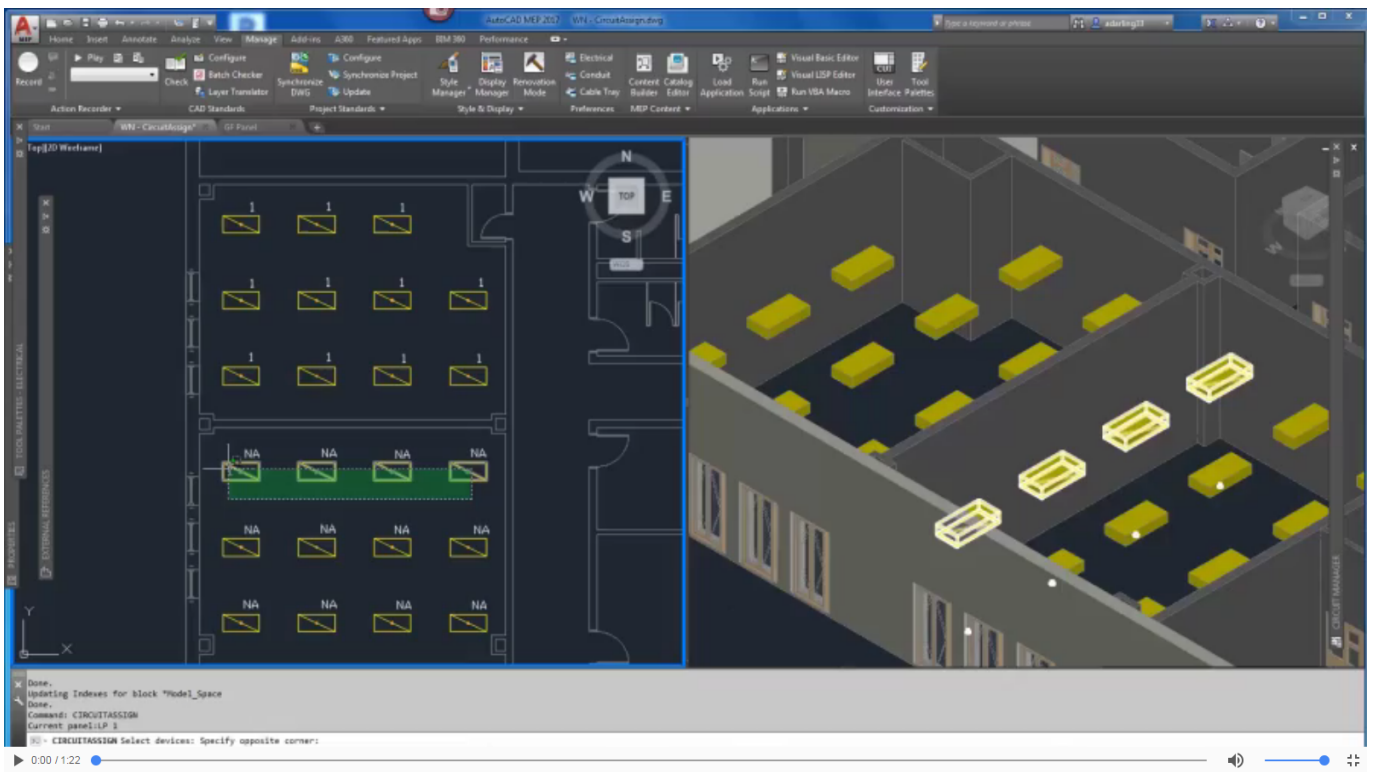 AutoCAD MEP 2017 WN - CircuitAssign.dwg
Type a keyword or phrase
MEP
Home Insert Annotate Analyze View Manage Add-ins A360 Featured Apps BIM 360 Performance
Record
Play
Check
Configure
Batch Checker
Layer Translator
Synchronize DWG
Configure
Synchronize Project
Update
Style Manager
Display Manager
Renovation Mode
Electrical
Conduit
Cable Tray
Content Builder
Catalog Editor
Load Application
Run Script
Visual Basic Editor
Visual LISP Editor
Run VBA Macro
CUI
User Interface
Tool Palettes
Action Recorder CAD Standards Project Standards Style & Display Preferences MEP Content Applications Customization
Start WN - CircuitAssign* GF Panel
Top][2D Wireframe]
N
W TOP E
S
1 1 1
1 1 1 1
1 1 1 1
NA NA NA NA
NA NA NA NA
NA NA NA NA
TOOL PALETTES - ELECTRICAL
EXTERNAL REFERENCES
PROPERTIES
CIRCUIT MANAGER
W
Y
X
Done.
Updating Indexes for block *Model_Space
Done.
Command: CIRCUITASSIGN
Current panel:LP 1
CIRCUITASSIGN Select devices: Specify opposite corner:
0:00 / 1:22